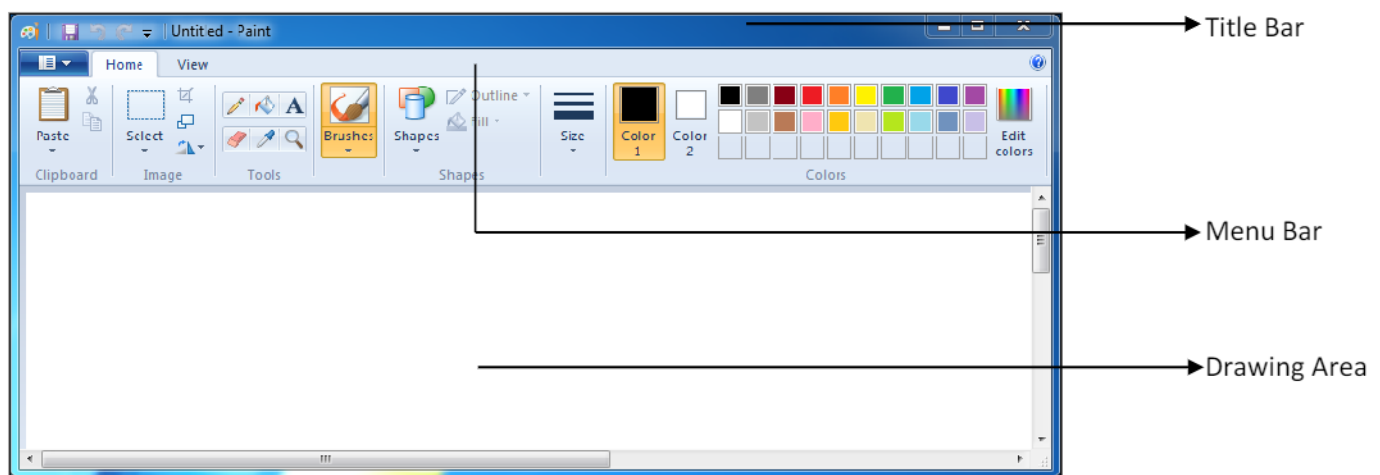 Untitled - Paint
Title Bar
Home View
Outline
Fill
Paste
Select
Brushes
Shapes
Size
Color 1
Color 2
Edit colors
Clipboard
Image
Tools
Shapes
Colors
A
Menu Bar
Drawing Area